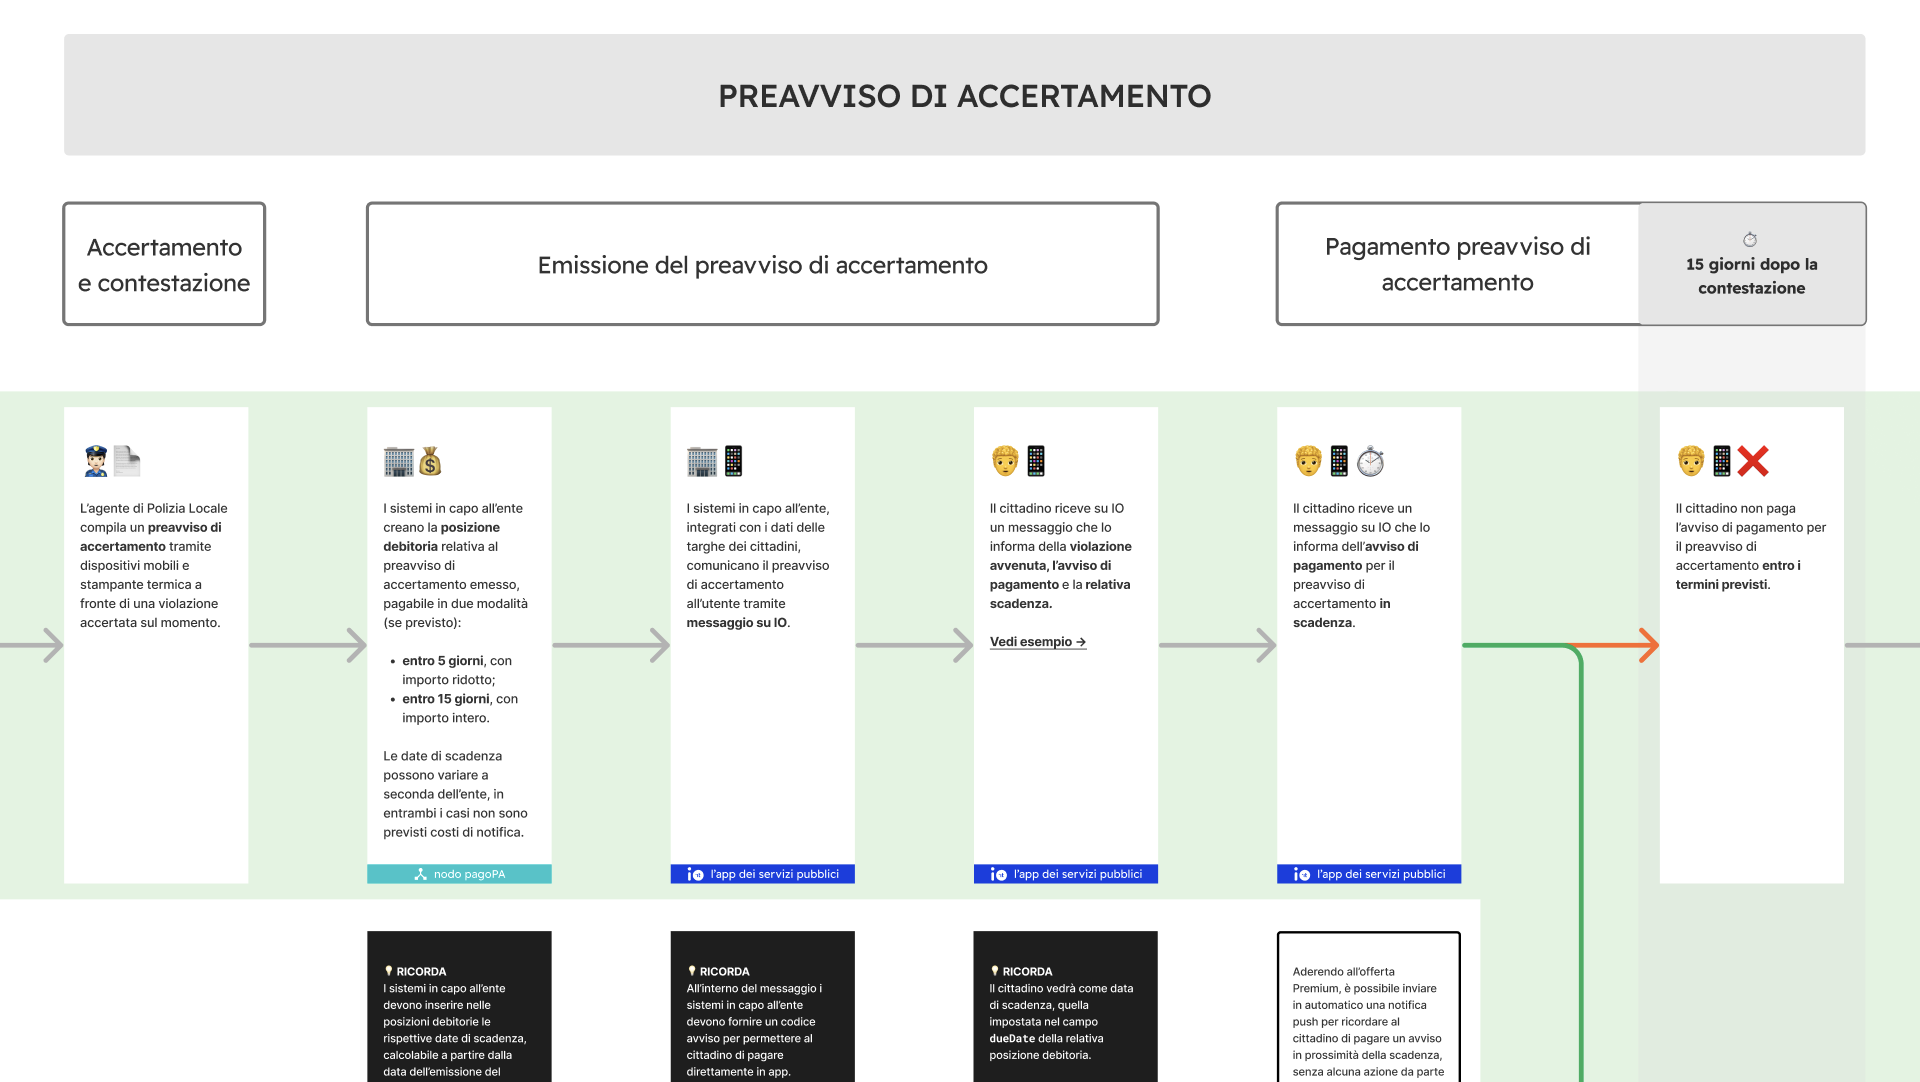 PREAVVISO DI ACCERTAMENTO
Accertamento
e contestazione
Emissione del preavviso di accertamento
Pagamento preavviso di
accertamento
15 giorni dopo la
contestazione
L’agente di Polizia Locale
compila un preavviso di
accertamento tramite
dispositivi mobili e
stampante termica a
fronte di una violazione
accertata sul momento.
I sistemi in capo all’ente
creano la posizione
debitoria relativa al
preavviso di
accertamento emesso,
pagabile in due modalità
(se previsto):
• entro 5 giorni, con
importo ridotto;
• entro 15 giorni, con
importo intero.
Le date di scadenza
possono variare a
seconda dell’ente, in
entrambi i casi non sono
previsti costi di notifica.
nodo pagoPA
I sistemi in capo all’ente,
integrati con i dati delle
targhe dei cittadini,
comunicano il preavviso
di accertamento
all’utente tramite
messaggio su IO.
io l’app dei servizi pubblici
Il cittadino riceve su IO
un messaggio che lo
informa della violazione
avvenuta, l’avviso di
pagamento e la relativa
scadenza.
Vedi esempio →
io l’app dei servizi pubblici
Il cittadino riceve un
messaggio su IO che lo
informa dell’avviso di
pagamento per il
preavviso di
accertamento in
scadenza.
io l’app dei servizi pubblici
Il cittadino non paga
l’avviso di pagamento per
il preavviso di
accertamento entro i
termini previsti.
RICORDA
I sistemi in capo all’ente
devono inserire nelle
posizioni debitorie le
rispettive date di scadenza,
calcolabile a partire dalla
data dell’emissione del
RICORDA
All’interno del messaggio i
sistemi in capo all’ente
devono fornire un codice
avviso per permettere al
cittadino di pagare
direttamente in app.
RICORDA
Il cittadino vedrà come data
di scadenza, quella
impostata nel campo
dueDate della relativa
posizione debitoria.
Aderendo all’offerta
Premium, è possibile inviare
in automatico una notifica
push per ricordare al
cittadino di pagare un avviso
in prossimità della scadenza,
senza alcuna azione da parte